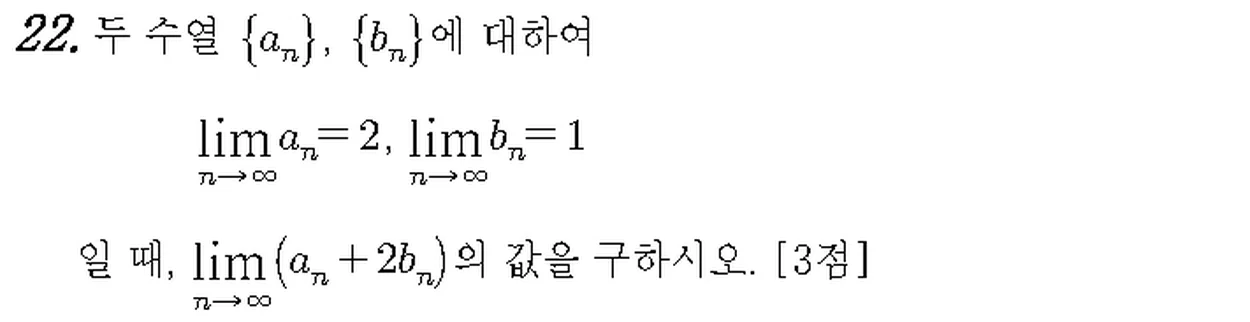 22. 두 수열 {aₙ}, {bₙ}에 대하여
lim_{n→∞} aₙ = 2, lim_{n→∞} bₙ = 1
일 때, lim_{n→∞} (aₙ + 2bₙ)의 값을 구하시오. [3점]